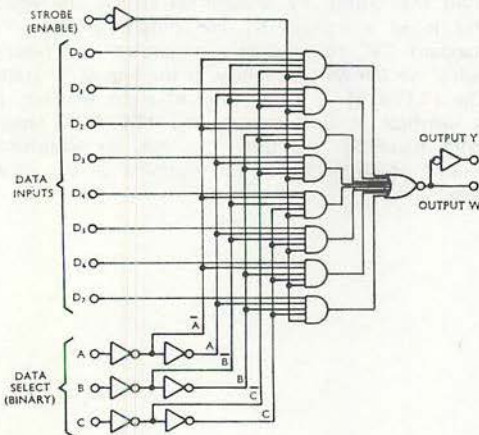 STROBE
(ENABLE)
D₀
D₁
D₂
D₃
DATA
INPUTS
D₄
D₅
D₆
D₇
OUTPUT Y
OUTPUT W
A̅
A
A
B̅
DATA
SELECT
(BINARY)
B
B
C̅
C
C